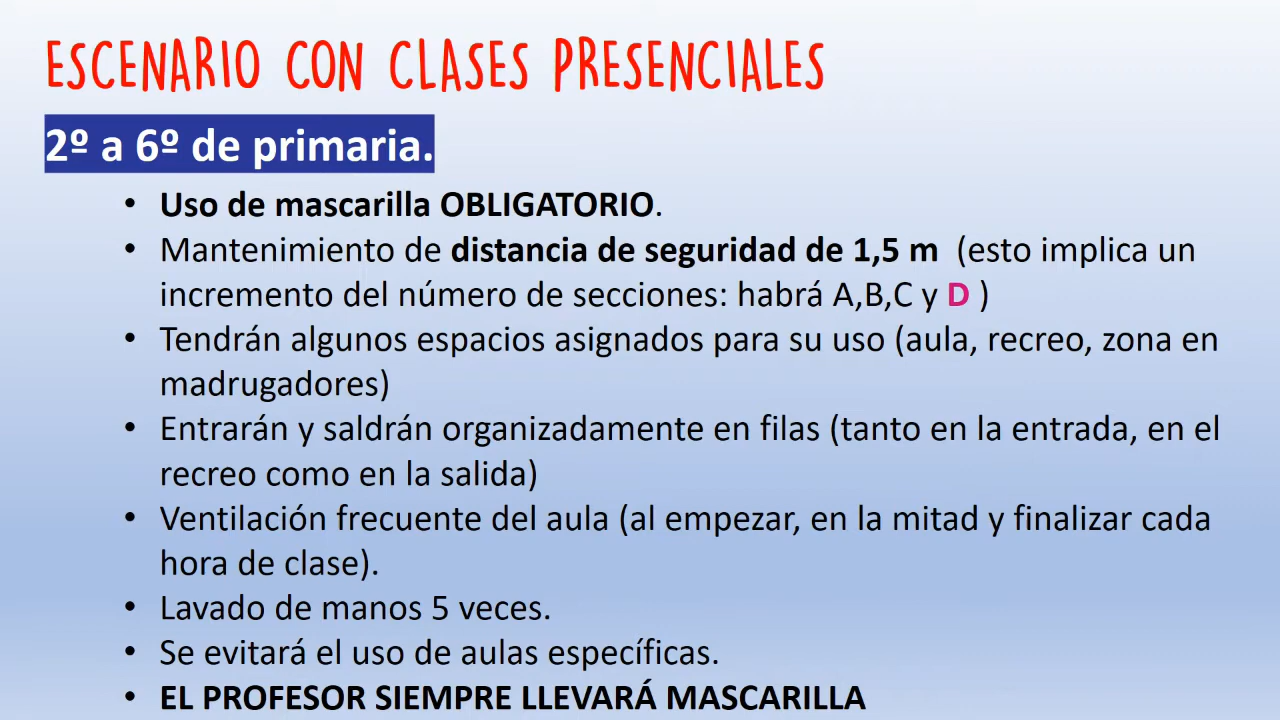 ESCENARIO CON CLASES PRESENCIALES
2º a 6º de primaria.
• Uso de mascarilla OBLIGATORIO.
• Mantenimiento de distancia de seguridad de 1,5 m (esto implica un
incremento del número de secciones: habrá A,B,C y D )
• Tendrán algunos espacios asignados para su uso (aula, recreo, zona en
madrugadores)
• Entrarán y saldrán organizadamente en filas (tanto en la entrada, en el
recreo como en la salida)
• Ventilación frecuente del aula (al empezar, en la mitad y finalizar cada
hora de clase).
• Lavado de manos 5 veces.
• Se evitará el uso de aulas específicas.
• EL PROFESOR SIEMPRE LLEVARÁ MASCARILLA